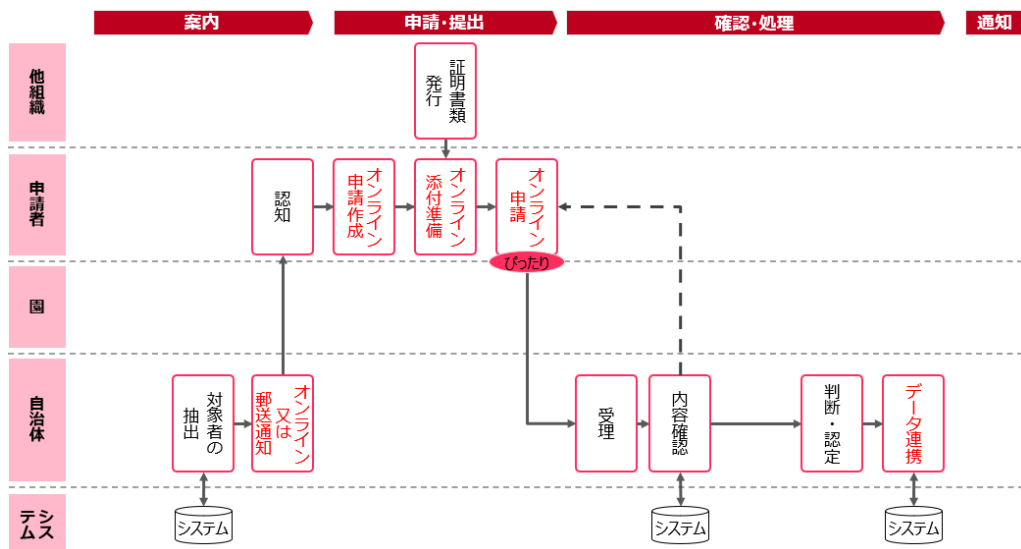 案内
申請・提出
確認・処理
通知
他組織
証明書類
発行
申請者
認知
オンライン
申請作成
オンライン
添付準備
オンライン
申請
ぴったり
園
自治体
対象者の
抽出
オンライン
又は
郵送通知
受理
内容確認
判断・認定
データ連携
シス
テム
システム
システム
システム